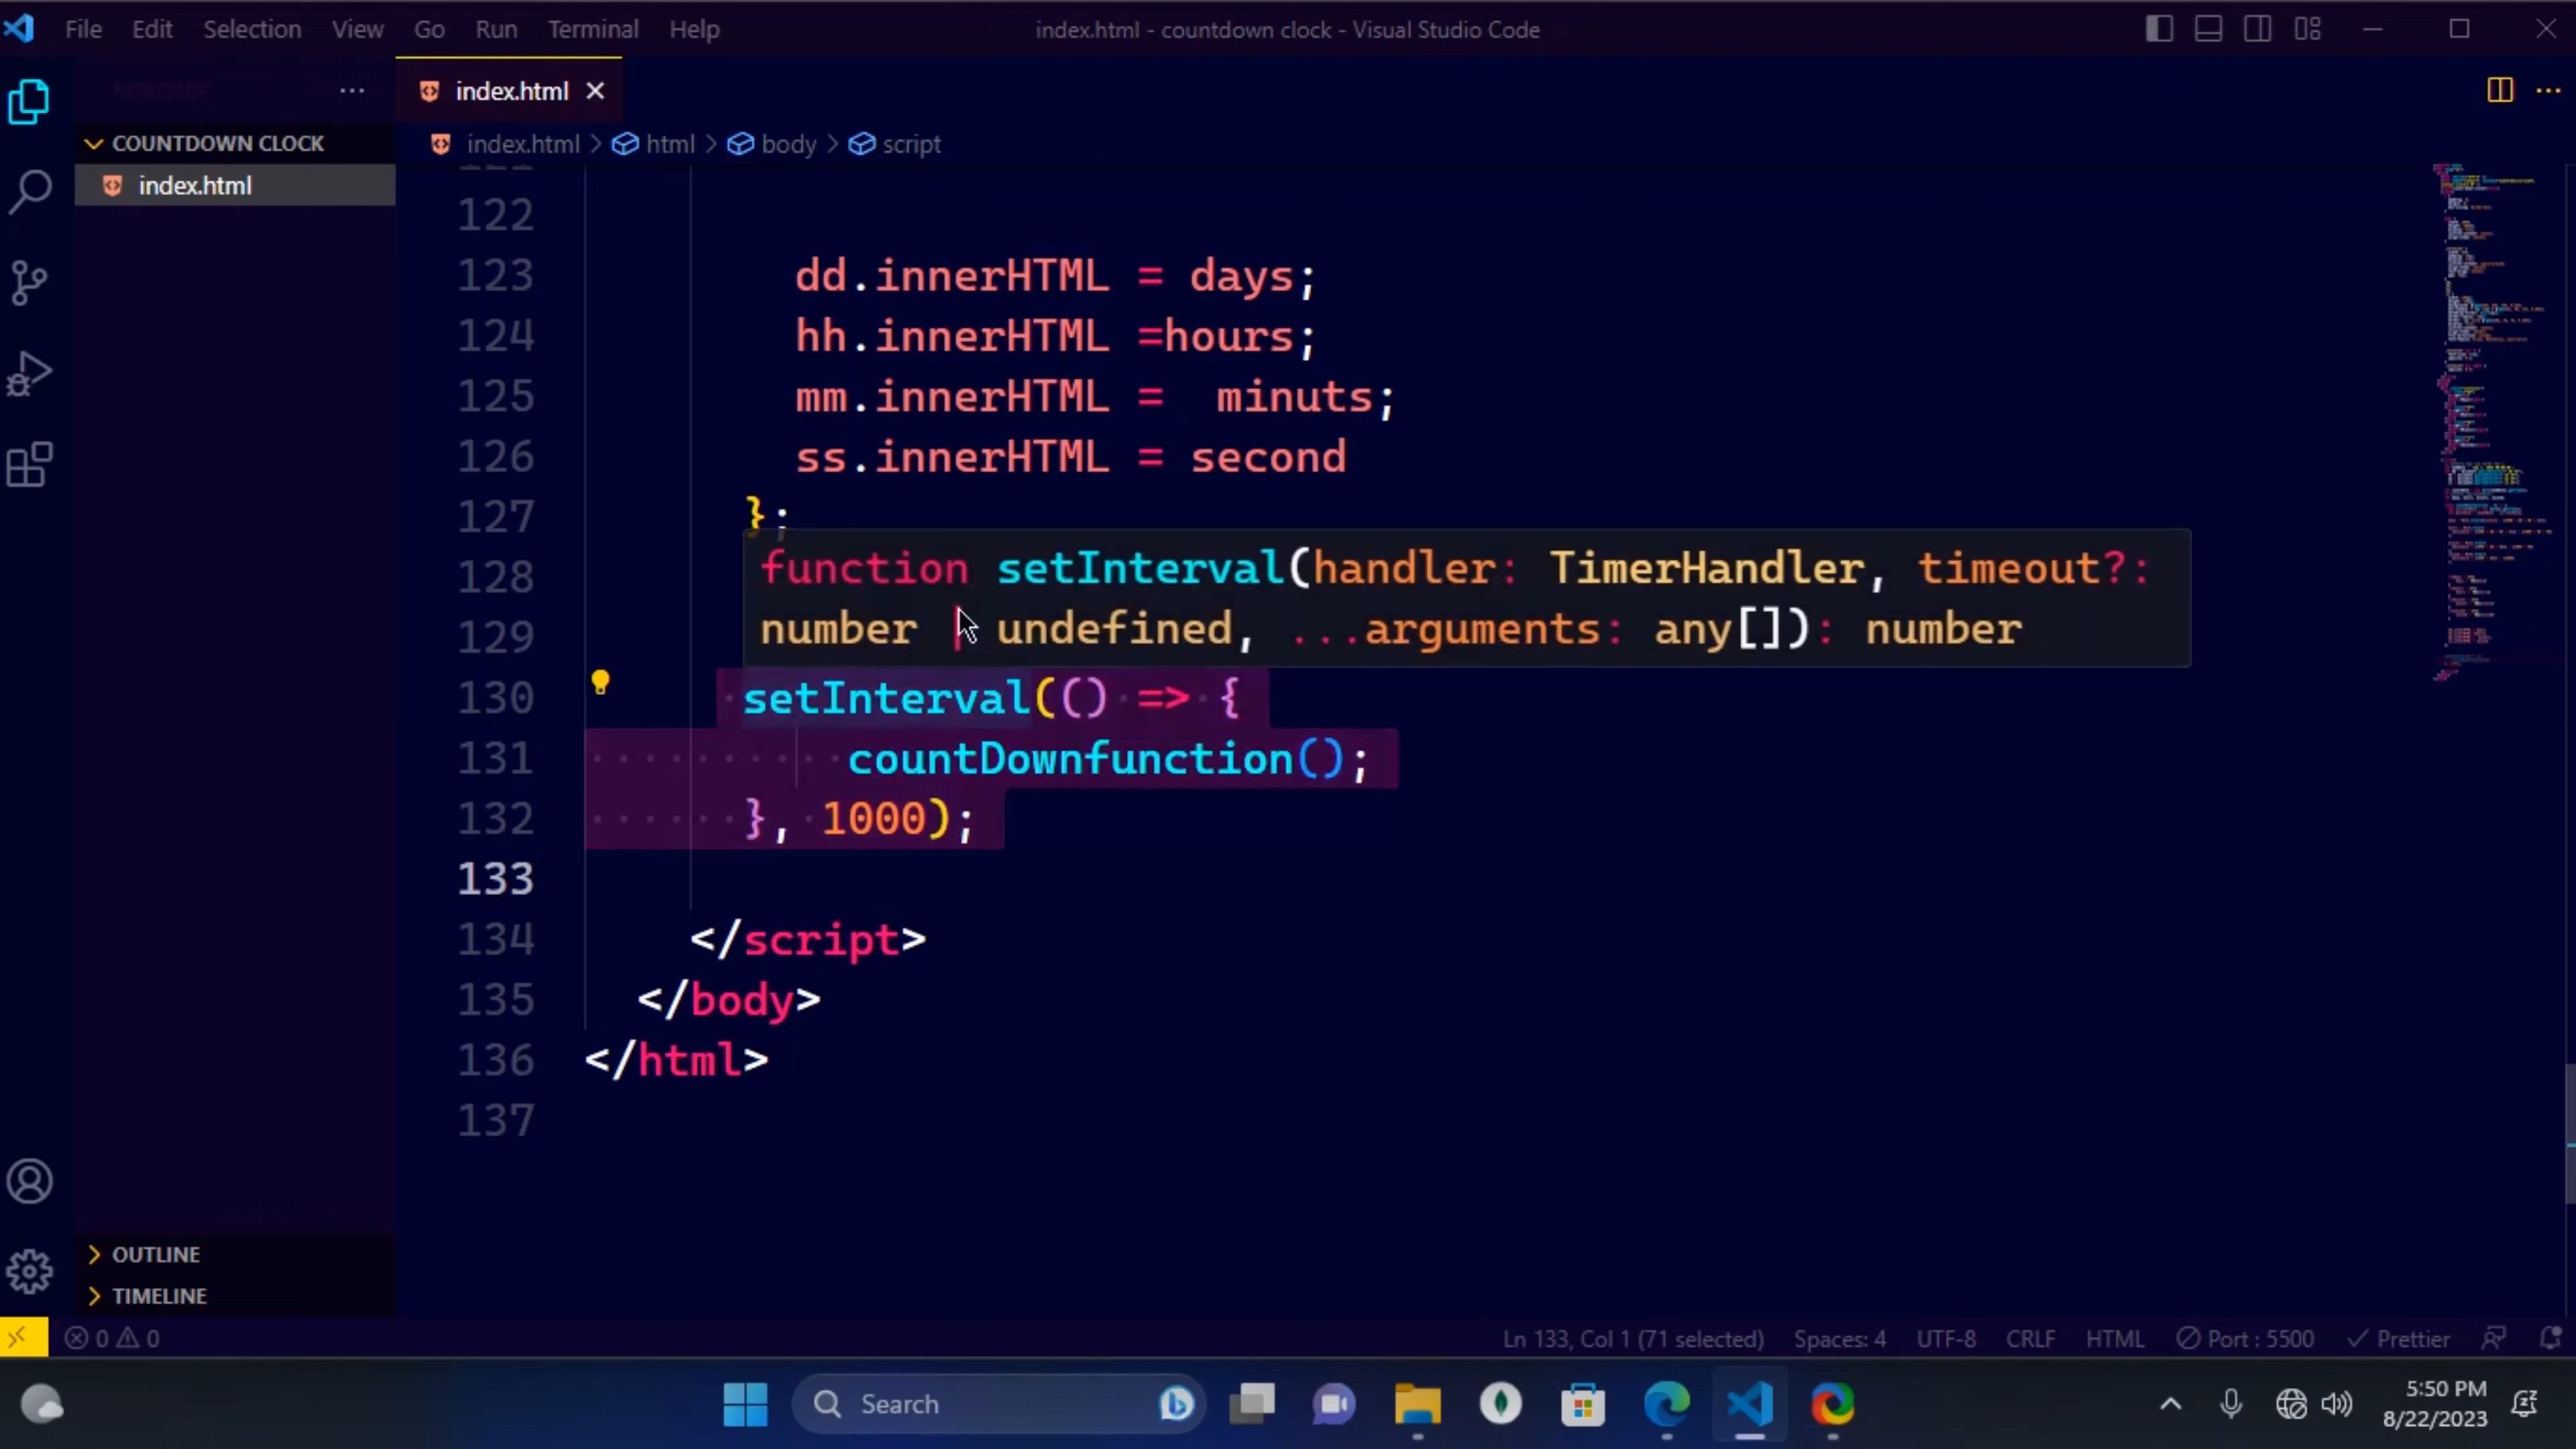 File Edit Selection View Go Run Terminal Help
index.html - countdown clock - Visual Studio Code
EXPLORER
index.html
COUNTDOWN CLOCK
index.html > html > body > script
index.html
122
123 dd.innerHTML = days;
124 hh.innerHTML =hours;
125 mm.innerHTML =  minuts;
126 ss.innerHTML = second
127 };
128
function setInterval(handler: TimerHandler, timeout?:
number | undefined, ...arguments: any[]): number
129
130 setInterval(() => {
131 countDownfunction();
132 }, 1000);
133
134 </script>
135 </body>
136 </html>
137
OUTLINE
TIMELINE
0 0
Ln 133, Col 1 (71 selected) Spaces: 4 UTF-8 CRLF HTML Port : 5500 Prettier
Search
5:50 PM
8/22/2023